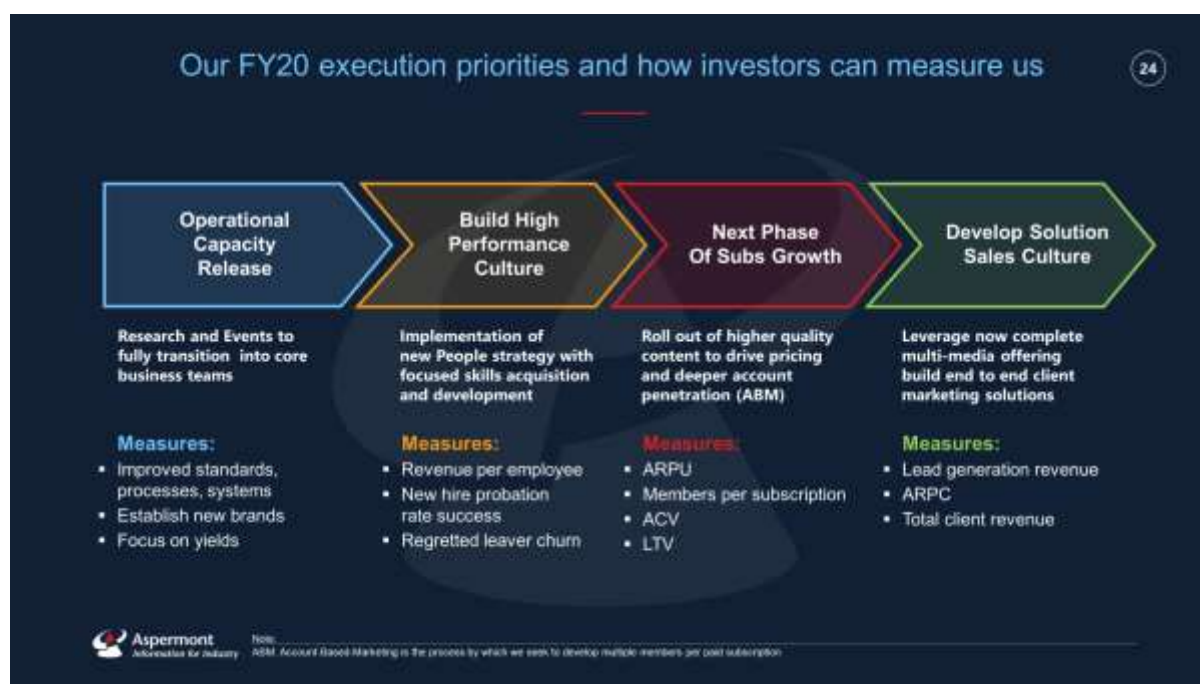 Our FY20 execution priorities and how investors can measure us
24
Operational
Capacity
Release
Build High
Performance
Culture
Next Phase
Of Subs Growth
Develop Solution
Sales Culture
Research and Events to
fully transition into core
business teams
Implementation of
new People strategy with
focused skills acquisition
and development
Roll out of higher quality
content to drive pricing
and deeper account
penetration (ABM)
Leverage now complete
multi-media offering
build end to end client
marketing solutions
Measures:
▪ Improved standards,
processes, systems
▪ Establish new brands
▪ Focus on yields
Measures:
▪ Revenue per employee
▪ New hire probation
rate success
▪ Regretted leaver churn
Measures:
▪ ARPU
▪ Members per subscription
▪ ACV
▪ LTV
Measures:
▪ Lead generation revenue
▪ ARPC
▪ Total client revenue
Aspermont
Information for Industry
Note:
ABM: Account Based Marketing is the process by which we seek to develop multiple members per paid subscription